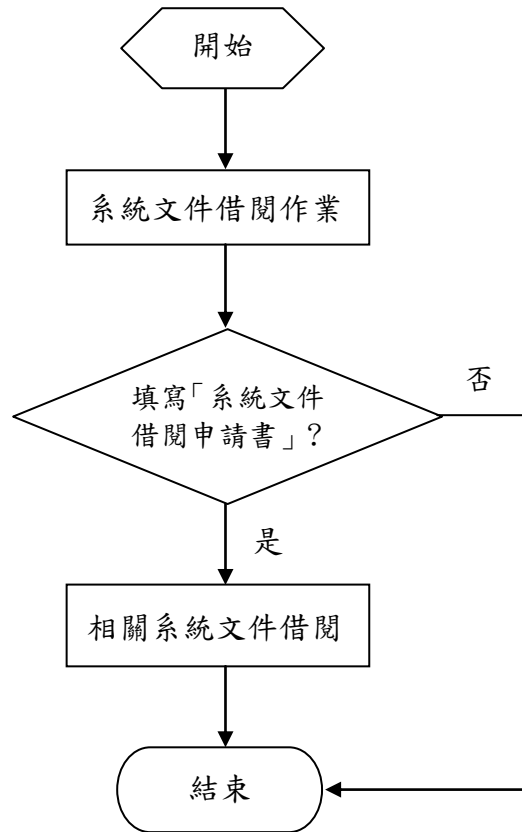 開始
系統文件借閱作業
填寫「系統文件
借閱申請書」?
否
是
相關系統文件借閱
結束